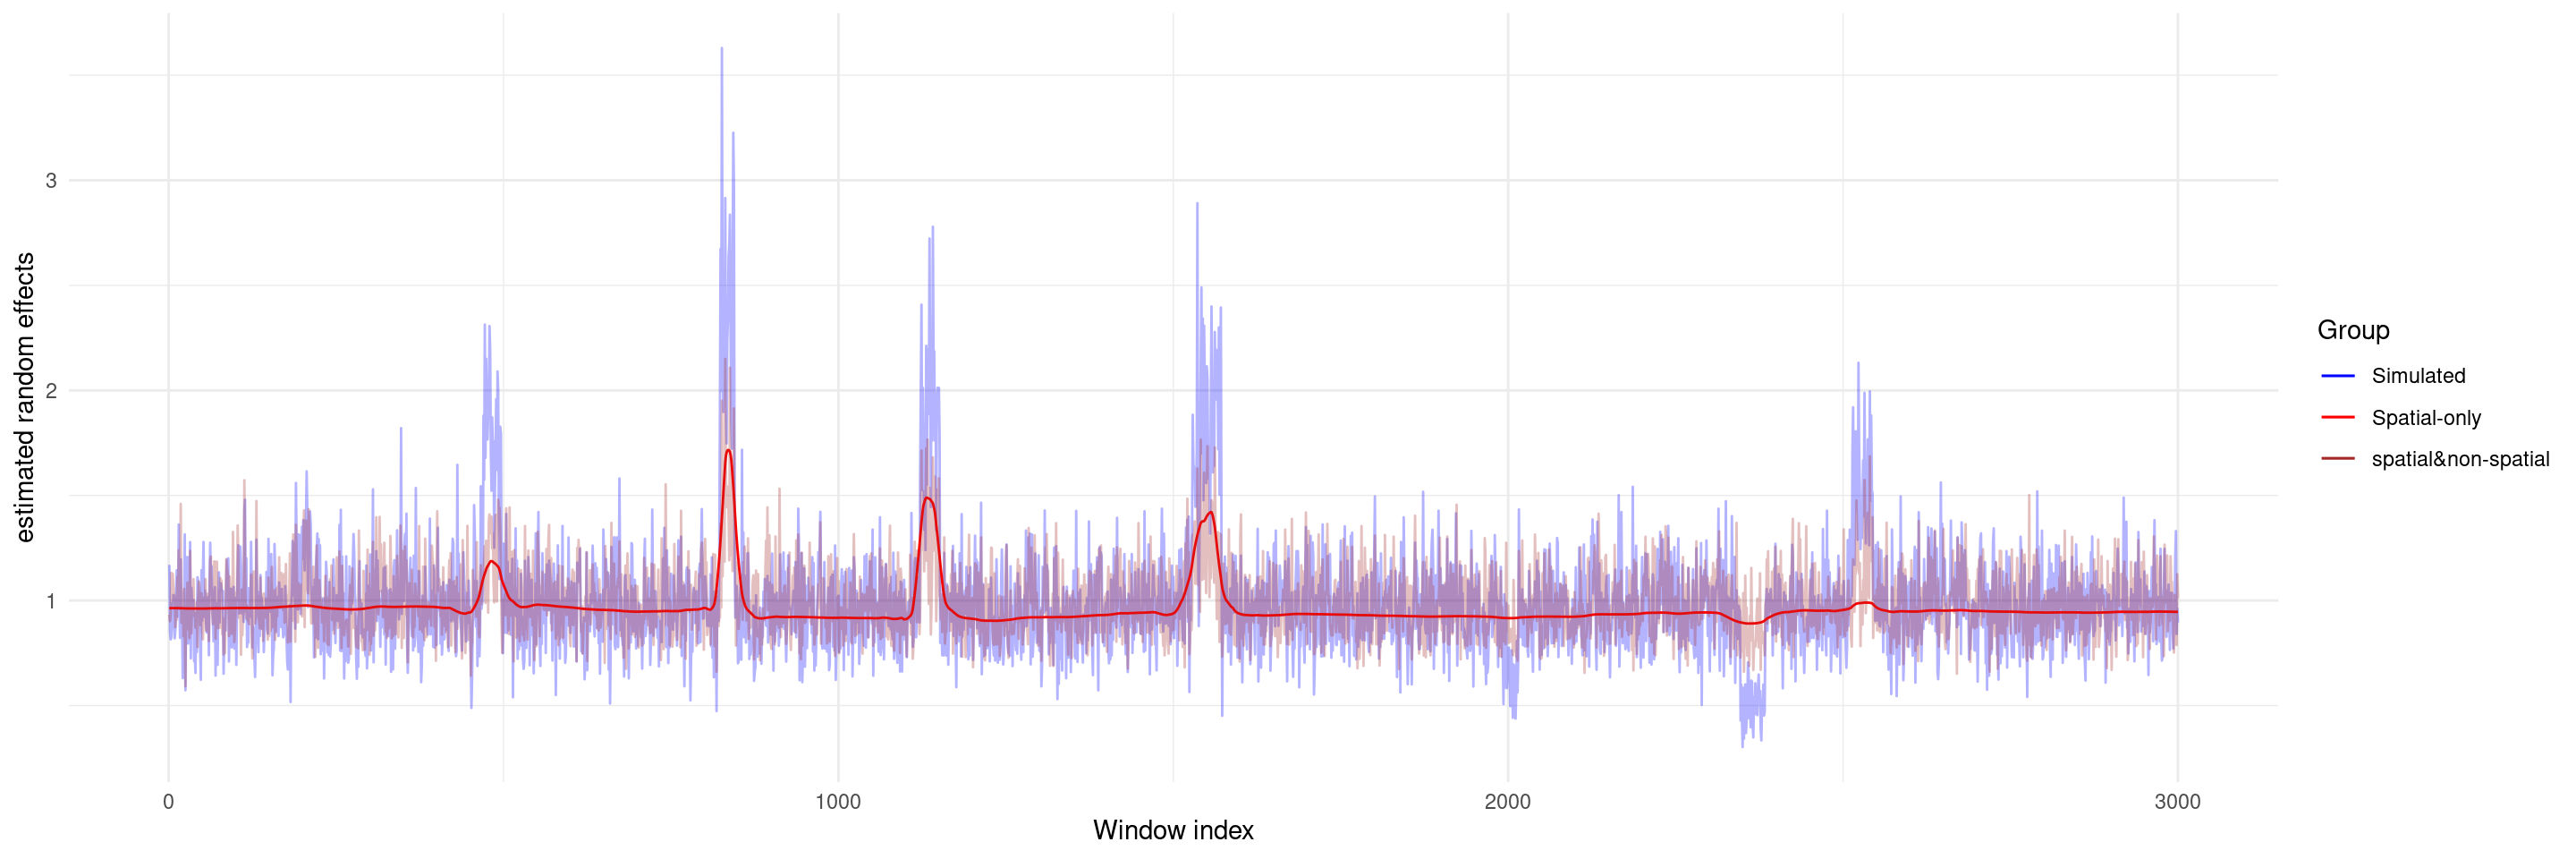 estimated random effects
3
2
1
0
1000
2000
3000
Window index
Group
Simulated
Spatial-only
spatial&non-spatial